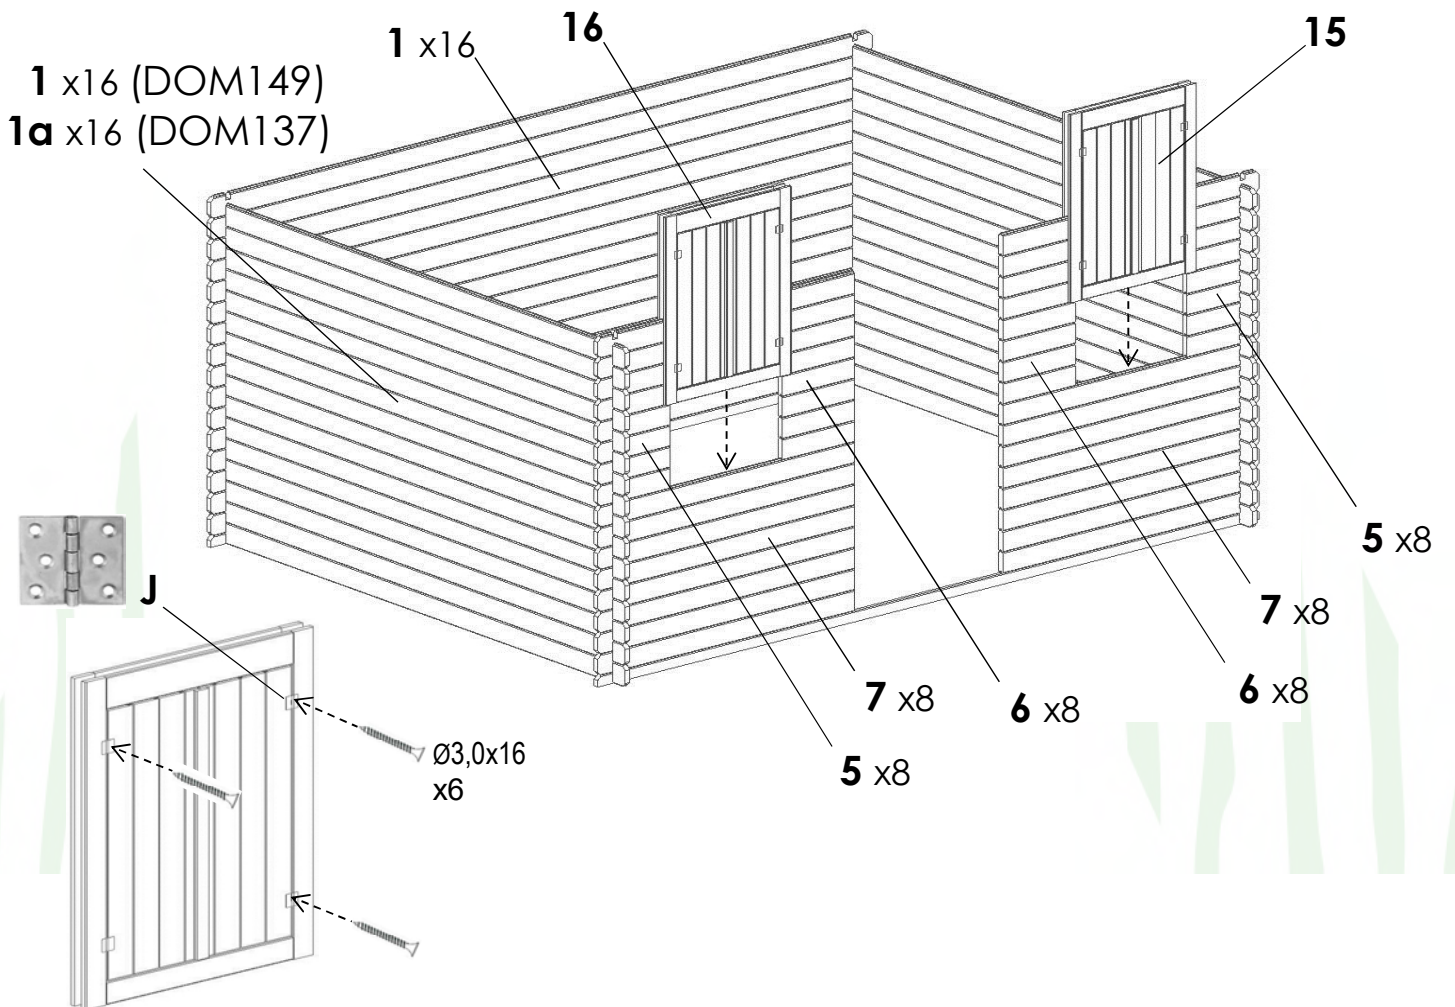 1 x16
16
15
1 x16 (DOM149)
1a x16 (DOM137)
5 x8
7 x8
6 x8
J
7 x8
6 x8
5 x8
Ø3,0x16
x6